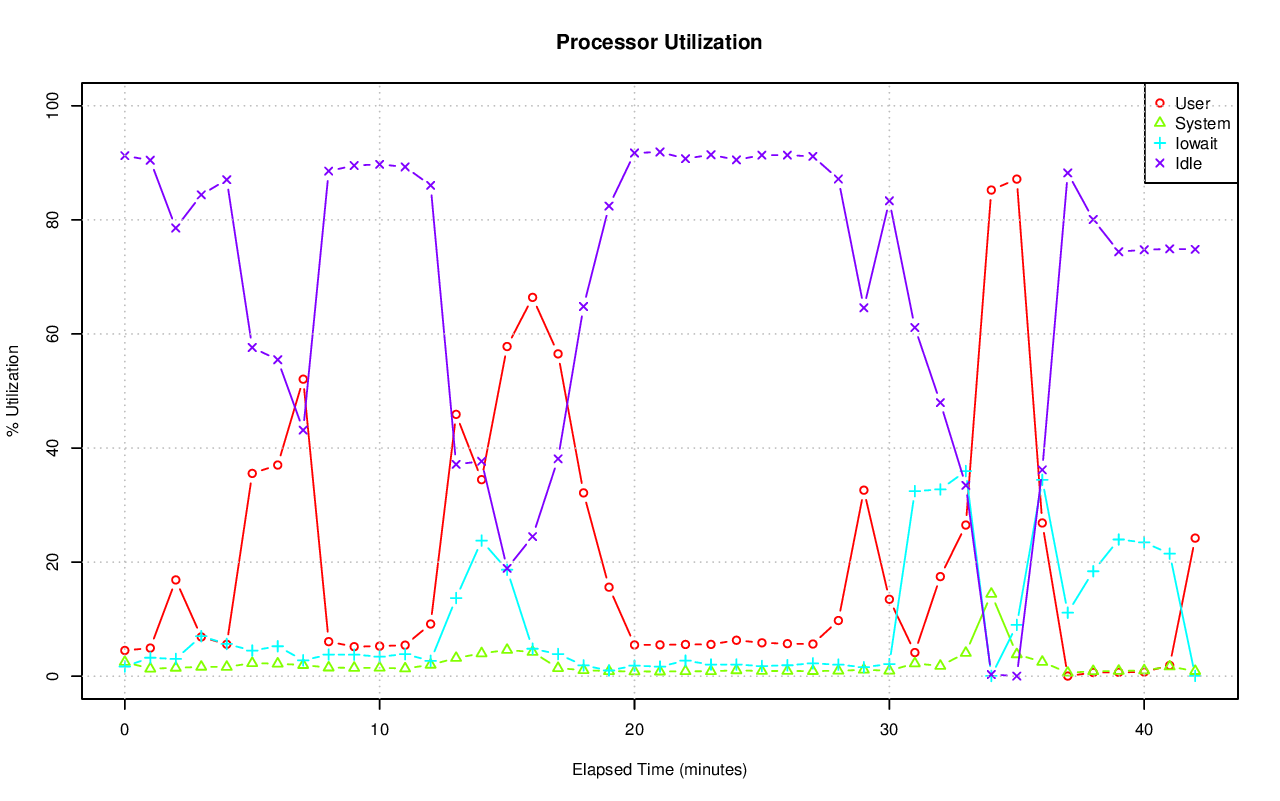 Processor Utilization
100
80
60
40
20
0
% Utilization
User
System
Iowait
Idle
0 10 20 30 40
Elapsed Time (minutes)